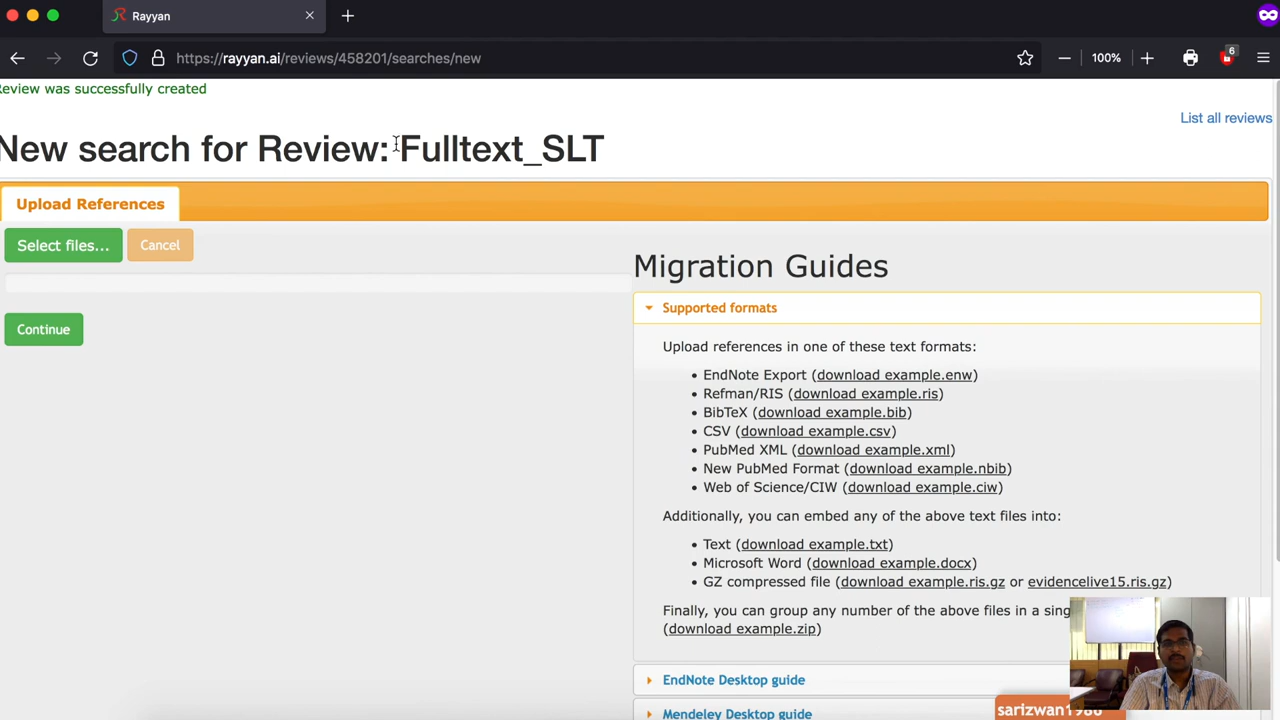 Rayyan
https://rayyan.ai/reviews/458201/searches/new
100%
6
Review was successfully created
List all reviews
New search for Review: Fulltext_SLT
Upload References
Select files...
Cancel
Continue
Migration Guides
Supported formats
Upload references in one of these text formats:
• EndNote Export (download example.enw)
• Refman/RIS (download example.ris)
• BibTeX (download example.bib)
• CSV (download example.csv)
• PubMed XML (download example.xml)
• New PubMed Format (download example.nbib)
• Web of Science/CIW (download example.ciw)
Additionally, you can embed any of the above text files into:
• Text (download example.txt)
• Microsoft Word (download example.docx)
• GZ compressed file (download example.ris.gz or evidencelive15.ris.gz)
Finally, you can group any number of the above files in a
(download example.zip)
EndNote Desktop guide
Mendeley Desktop guide